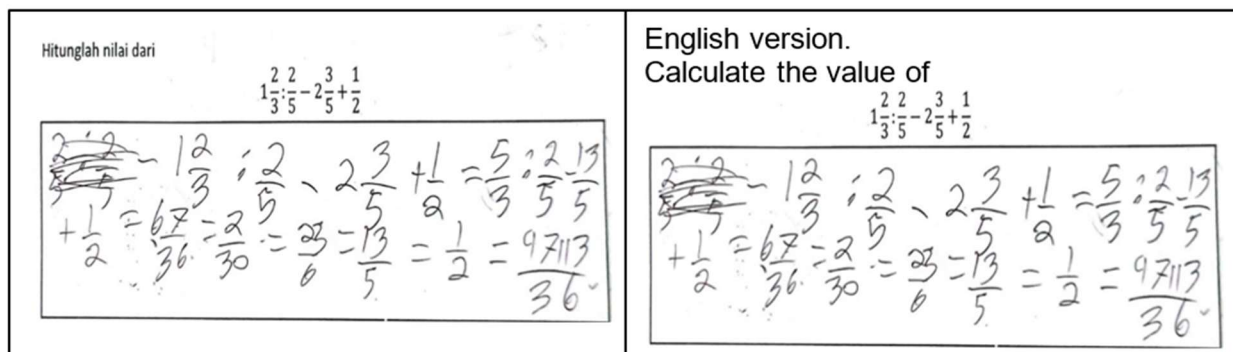 Hitunglah nilai dari
1 2/3 : 2/5 − 2 3/5 + 1/2
− 1 2/3 : 2/5 − 2 3/5 + 1/2 = 5/3 : 2/5 − 13/5
+ 1/2 = 67/36 = 2/30 = 23/6 = 13/5 = 1/2 = 97113/36
English version.
Calculate the value of
1 2/3 : 2/5 − 2 3/5 + 1/2
− 1 2/3 : 2/5 − 2 3/5 + 1/2 = 5/3 : 2/5 − 13/5
+ 1/2 = 67/36 = 2/30 = 23/6 = 13/5 = 1/2 = 97113/36